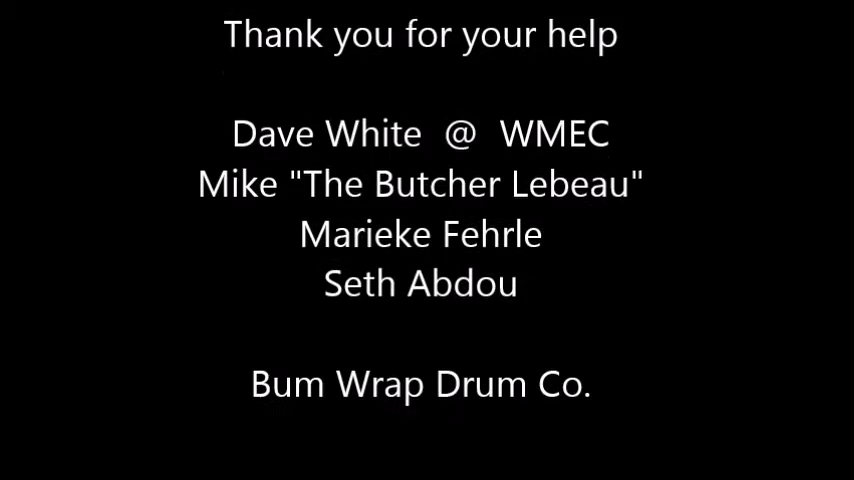 Thank you for your help
Dave White @ WMEC
Mike "The Butcher Lebeau"
Marieke Fehrle
Seth Abdou
Bum Wrap Drum Co.